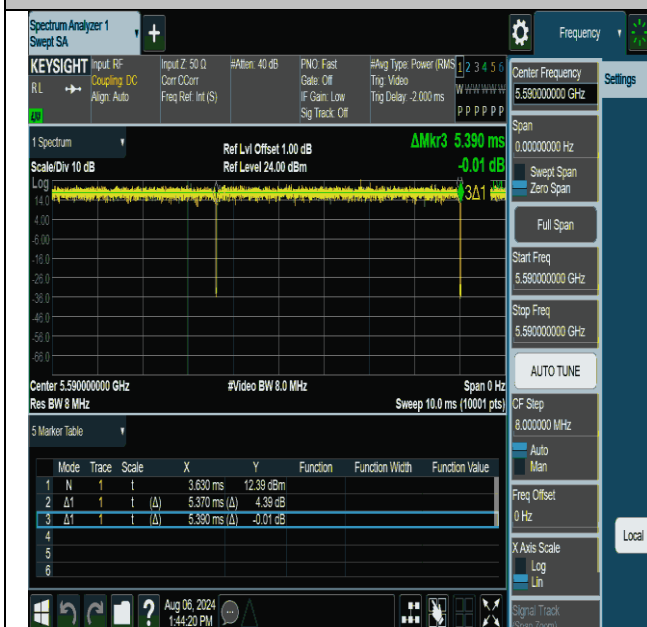 Spectrum Analyzer 1
Swept SA
+
Frequency
KEYSIGHT
RL
Input: RF
Coupling: DC
Align: Auto
Input Z: 50 Ω
Corr CCorr
Freq Ref: Int (S)
#Atten: 40 dB
PNO: Fast
Gate: Off
IF Gain: Low
Sig Track: Off
#Avg Type: Power (RMS
Trig: Video
Trig Delay: -2.000 ms
1 2 3 4 5 6
W W W W W W
P P P P P P
1 Spectrum
Scale/Div 10 dB
Ref Lvl Offset 1.00 dB
Ref Level 24.00 dBm
ΔMkr3 5.390 ms
-0.01 dB
Log
14.0
4.00
-6.00
-16.0
-26.0
-36.0
-46.0
-56.0
-66.0
3Δ1
Center 5.590000000 GHz
Res BW 8 MHz
#Video BW 8.0 MHz
Span 0 Hz
Sweep 10.0 ms (10001 pts)
5 Marker Table
Mode Trace Scale X Y Function Function Width Function Value
1 N 1 t 3.630 ms 12.39 dBm
2 Δ1 1 t (Δ) 5.370 ms (Δ) 4.39 dB
3 Δ1 1 t (Δ) 5.390 ms (Δ) -0.01 dB
4
5
6
Aug 06, 2024
1:44:20 PM
Settings
Center Frequency
5.590000000 GHz
Span
0.00000000 Hz
Swept Span
Zero Span
Full Span
Start Freq
5.590000000 GHz
Stop Freq
5.590000000 GHz
AUTO TUNE
CF Step
8.000000 MHz
Auto
Man
Freq Offset
0 Hz
X Axis Scale
Log
Lin
Signal Track
(Span Zoom)
Local